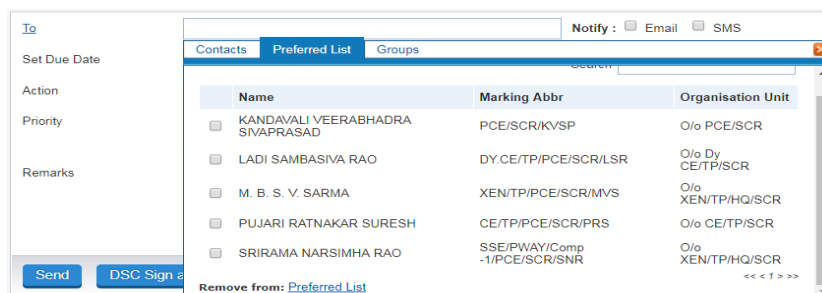 To
Notify : Email SMS
Contacts Preferred List Groups
Set Due Date
Search
Action
Name Marking Abbr Organisation Unit
Priority
KANDAVALI VEERABHADRA
SIVAPRASAD
PCE/SCR/KVSP
O/o PCE/SCR
Remarks
LADI SAMBASIVA RAO
DY.CE/TP/PCE/SCR/LSR
O/o Dy
CE/TP/SCR
M. B. S. V. SARMA
XEN/TP/PCE/SCR/MVS
O/o
XEN/TP/HQ/SCR
PUJARI RATNAKAR SURESH
CE/TP/PCE/SCR/PRS
O/o CE/TP/SCR
SRIRAMA NARSIMHA RAO
SSE/PWAY/Comp
-1/PCE/SCR/SNR
O/o
XEN/TP/HQ/SCR
<< < 1 > >>
Send DSC Sign a
Remove from: Preferred List